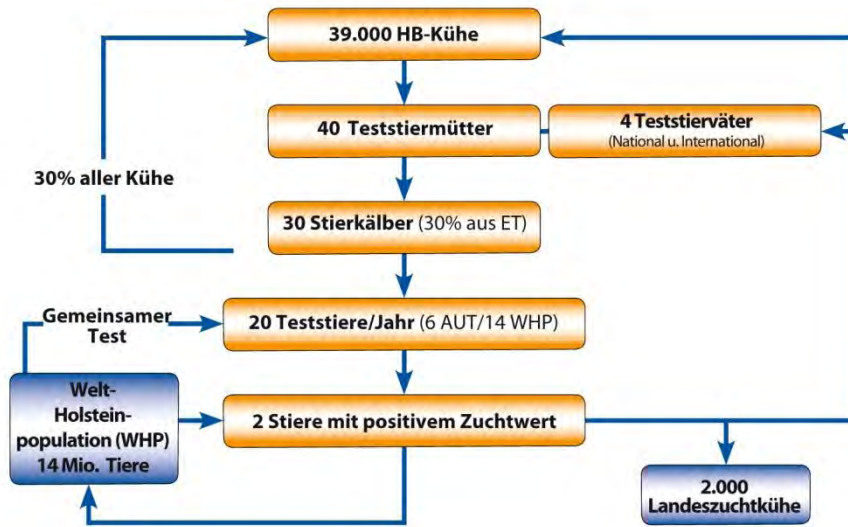 39.000 HB-Kühe
40 Teststiermütter
4 Teststierväter
(National u. International)
30% aller Kühe
30 Stierkälber (30% aus ET)
Gemeinsamer
Test
20 Teststiere/Jahr (6 AUT/14 WHP)
Welt-
Holstein-
population (WHP)
14 Mio. Tiere
2 Stiere mit positivem Zuchtwert
2.000
Landeszuchtkühe